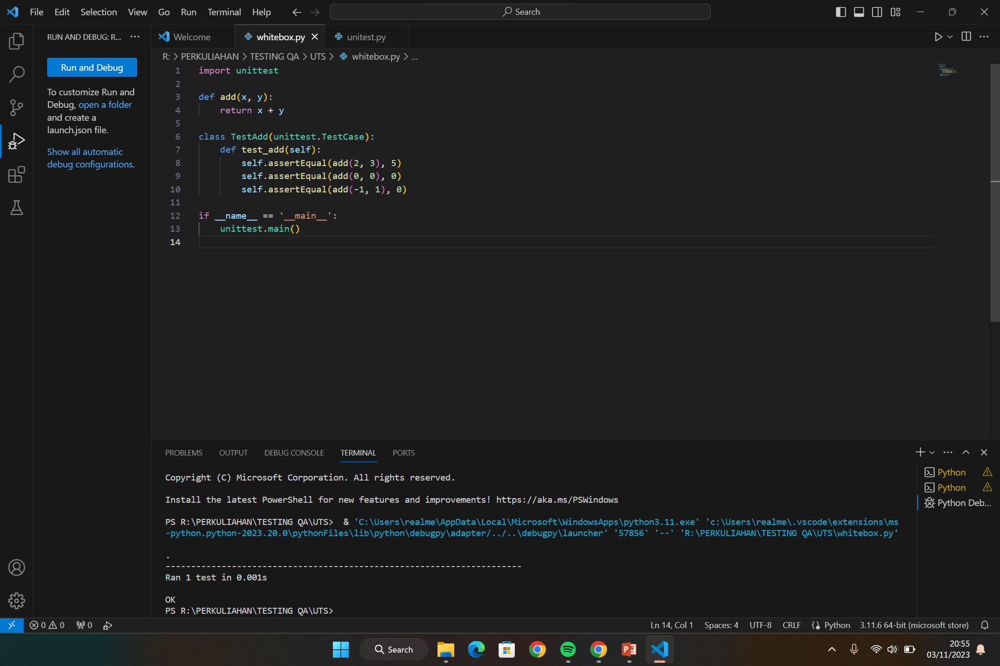 File Edit Selection View Go Run Terminal Help
Search
RUN AND DEBUG: R...
Welcome
whitebox.py
unitest.py
Run and Debug
To customize Run and
Debug, open a folder
and create a
launch.json file.
Show all automatic
debug configurations.
R: > PERKULIAHAN > TESTING QA > UTS > whitebox.py > ...
1 import unittest
2
3 def add(x, y):
4     return x + y
5
6 class TestAdd(unittest.TestCase):
7     def test_add(self):
8         self.assertEqual(add(2, 3), 5)
9         self.assertEqual(add(0, 0), 0)
10         self.assertEqual(add(-1, 1), 0)
11
12 if __name__ == '__main__':
13     unittest.main()
14
PROBLEMS OUTPUT DEBUG CONSOLE TERMINAL PORTS
Copyright (C) Microsoft Corporation. All rights reserved.
Install the latest PowerShell for new features and improvements! https://aka.ms/PSWindows
PS R:\PERKULIAHAN\TESTING QA\UTS>  & 'C:\Users\realme\AppData\Local\Microsoft\WindowsApps\python3.11.exe' 'c:\Users\realme\.vscode\extensions\ms
-python.python-2023.20.0\pythonFiles\lib\python\debugpy\adapter/../..\debugpy\launcher' '57856' '--' 'R:\PERKULIAHAN\TESTING QA\UTS\whitebox.py'
.
----------------------------------------------------------------------
Ran 1 test in 0.001s
OK
PS R:\PERKULIAHAN\TESTING QA\UTS>
Python
Python
Python Deb...
0 0 0
Ln 14, Col 1 Spaces: 4 UTF-8 CRLF Python 3.11.6 64-bit (microsoft store)
Search
20:55
03/11/2023